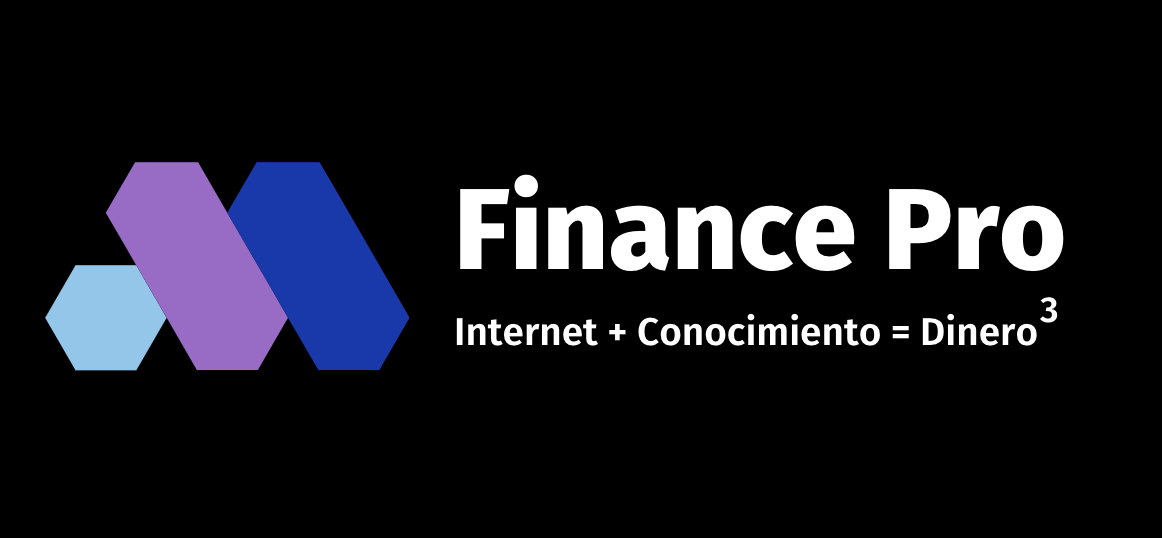 Finance Pro
Internet + Conocimiento = Dinero³